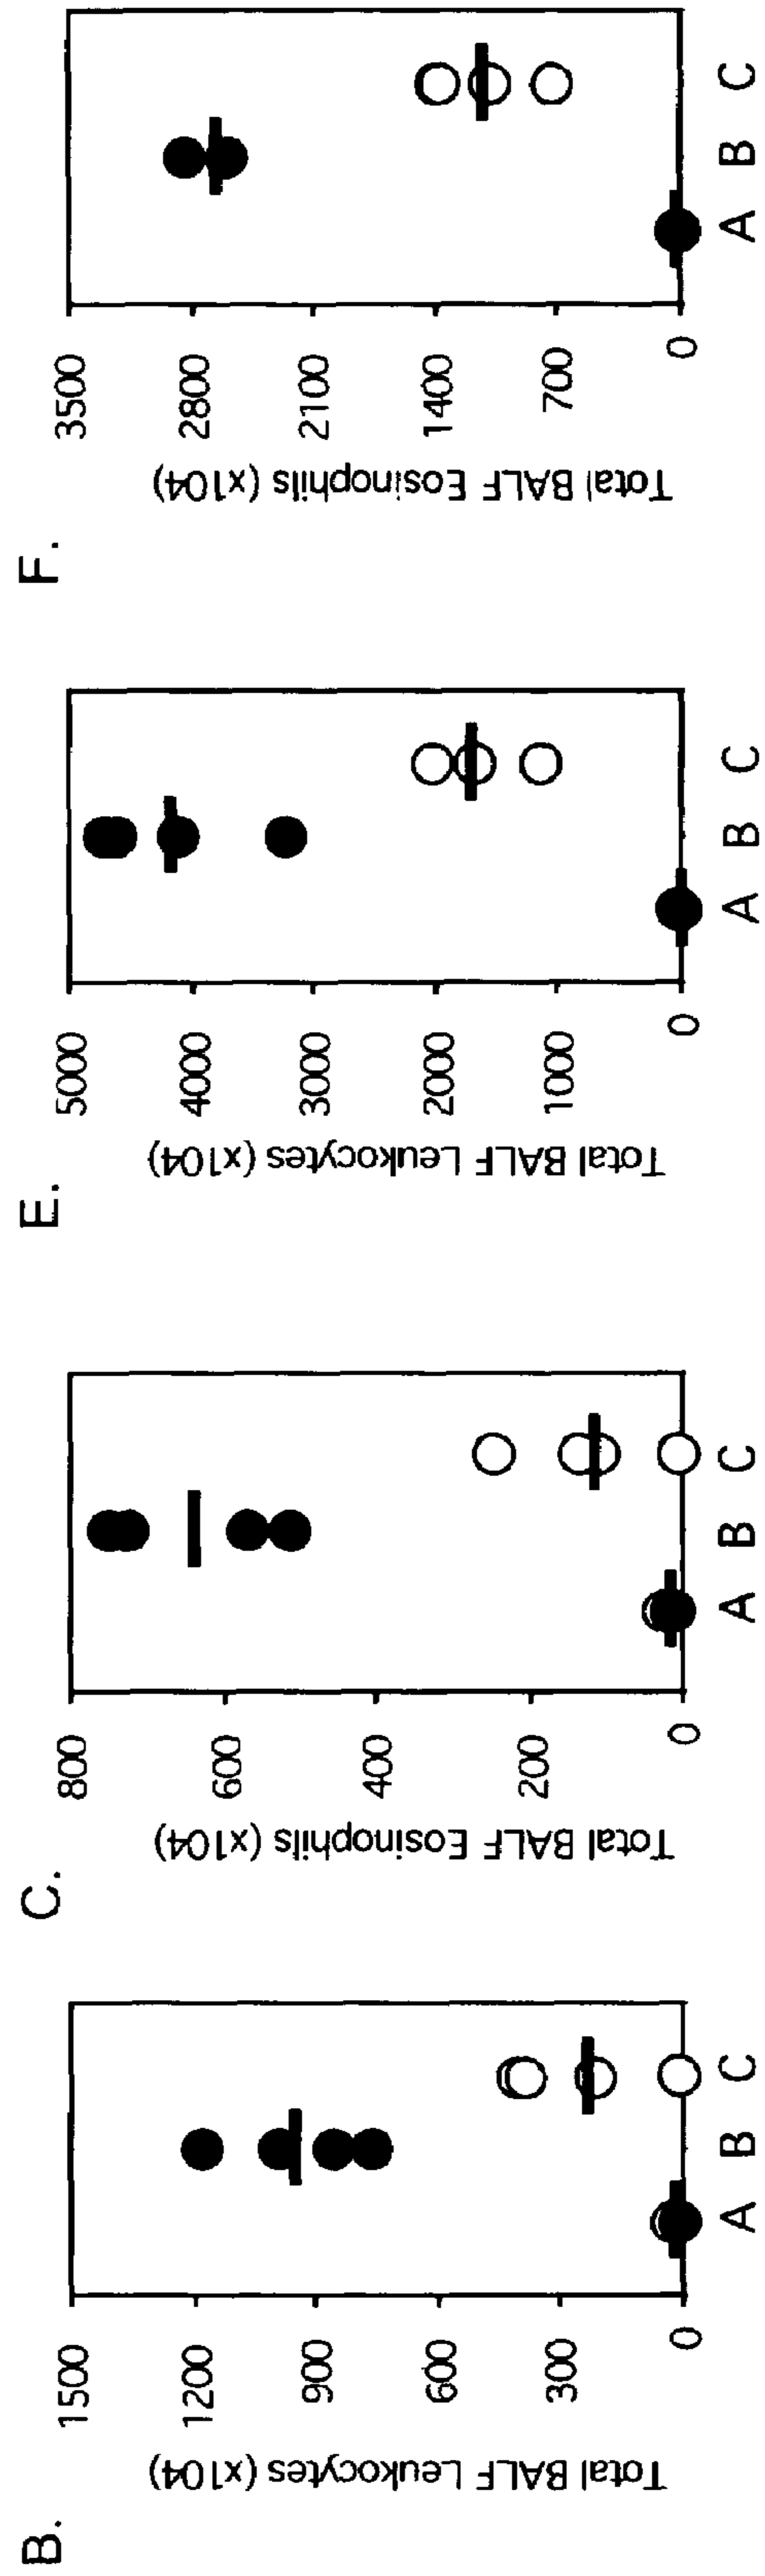 B.
Total BALF Leukocytes (x104)
1500
1200
900
600
300
0
A B C
C.
Total BALF Eosinophils (x104)
800
600
400
200
0
A B C
E.
Total BALF Leukocytes (x104)
5000
4000
3000
2000
1000
0
A B C
F.
Total BALF Eosinophils (x104)
3500
2800
2100
1400
700
0
A B C